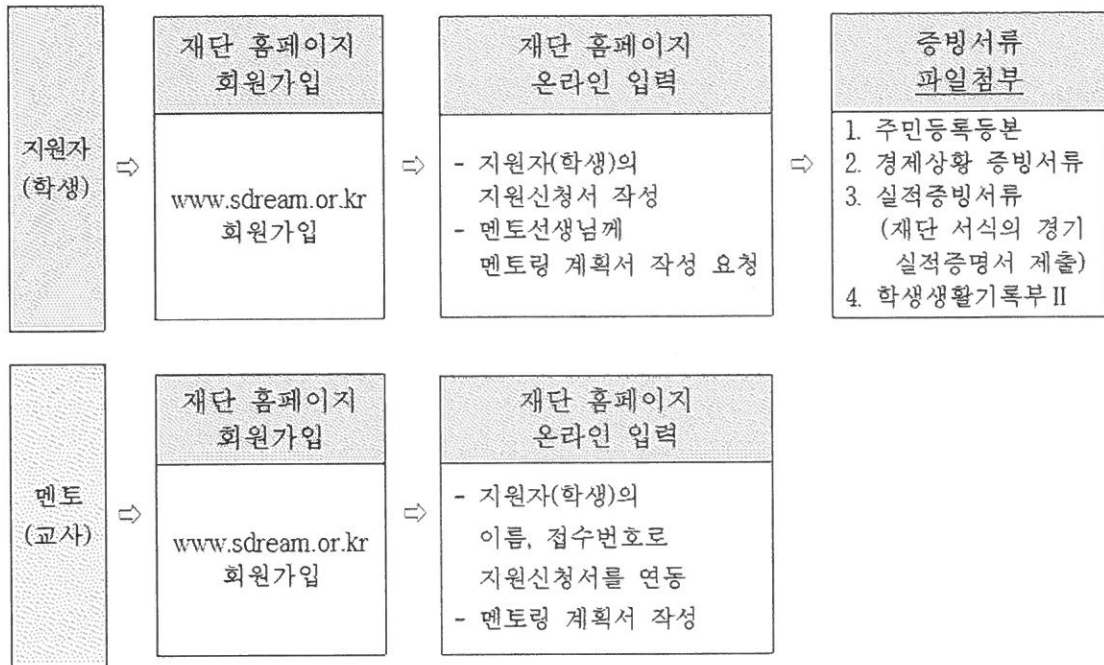 지원자
(학생)
⇨
재단 홈페이지
회원가입
www.sdream.or.kr
회원가입
⇨
재단 홈페이지
온라인 입력
- 지원자(학생)의
지원신청서 작성
- 멘토선생님께
멘토링 계획서 작성 요청
⇨
증빙서류
파일첨부
1. 주민등록등본
2. 경제상황 증빙서류
3. 실적증빙서류
(재단 서식의 경기
실적증명서 제출)
4. 학생생활기록부Ⅱ
멘토
(교사)
⇨
재단 홈페이지
회원가입
www.sdream.or.kr
회원가입
⇨
재단 홈페이지
온라인 입력
- 지원자(학생)의
이름, 접수번호로
지원신청서를 연동
- 멘토링 계획서 작성